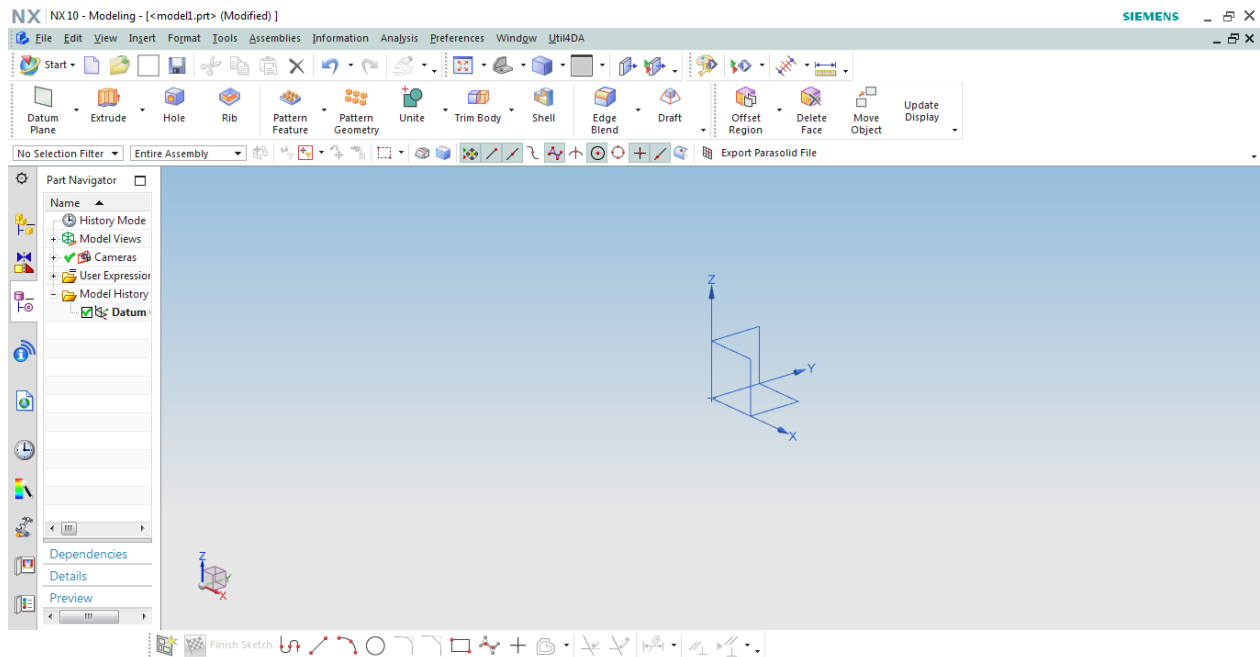 NX NX 10 - Modeling - [<model1.prt> (Modified) ] SIEMENS
File Edit View Insert Format Tools Assemblies Information Analysis Preferences Window Util4DA
Start
Datum Plane
Extrude
Hole
Rib
Pattern Feature
Pattern Geometry
Unite
Trim Body
Shell
Edge Blend
Draft
Offset Region
Delete Face
Move Object
Update Display
No Selection Filter Entire Assembly Export Parasolid File
Part Navigator
Name
History Mode
Model Views
Cameras
User Expression
Model History
Datum
Z
Y
X
Dependencies
Details
Preview
Z
Y
X
Finish Sketch